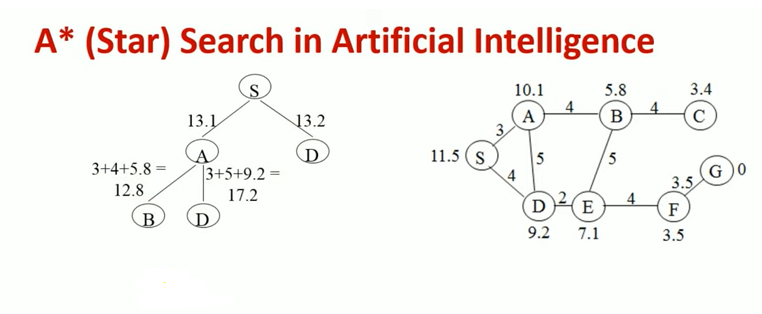 A* (Star) Search in Artificial Intelligence
S
13.1
13.2
A
D
3+4+5.8 =
12.8
3+5+9.2 =
17.2
B
D
10.1
5.8
3.4
A
4
B
4
C
3
11.5
S
5
5
4
G
0
3.5
D
2
E
4
F
9.2
7.1
3.5